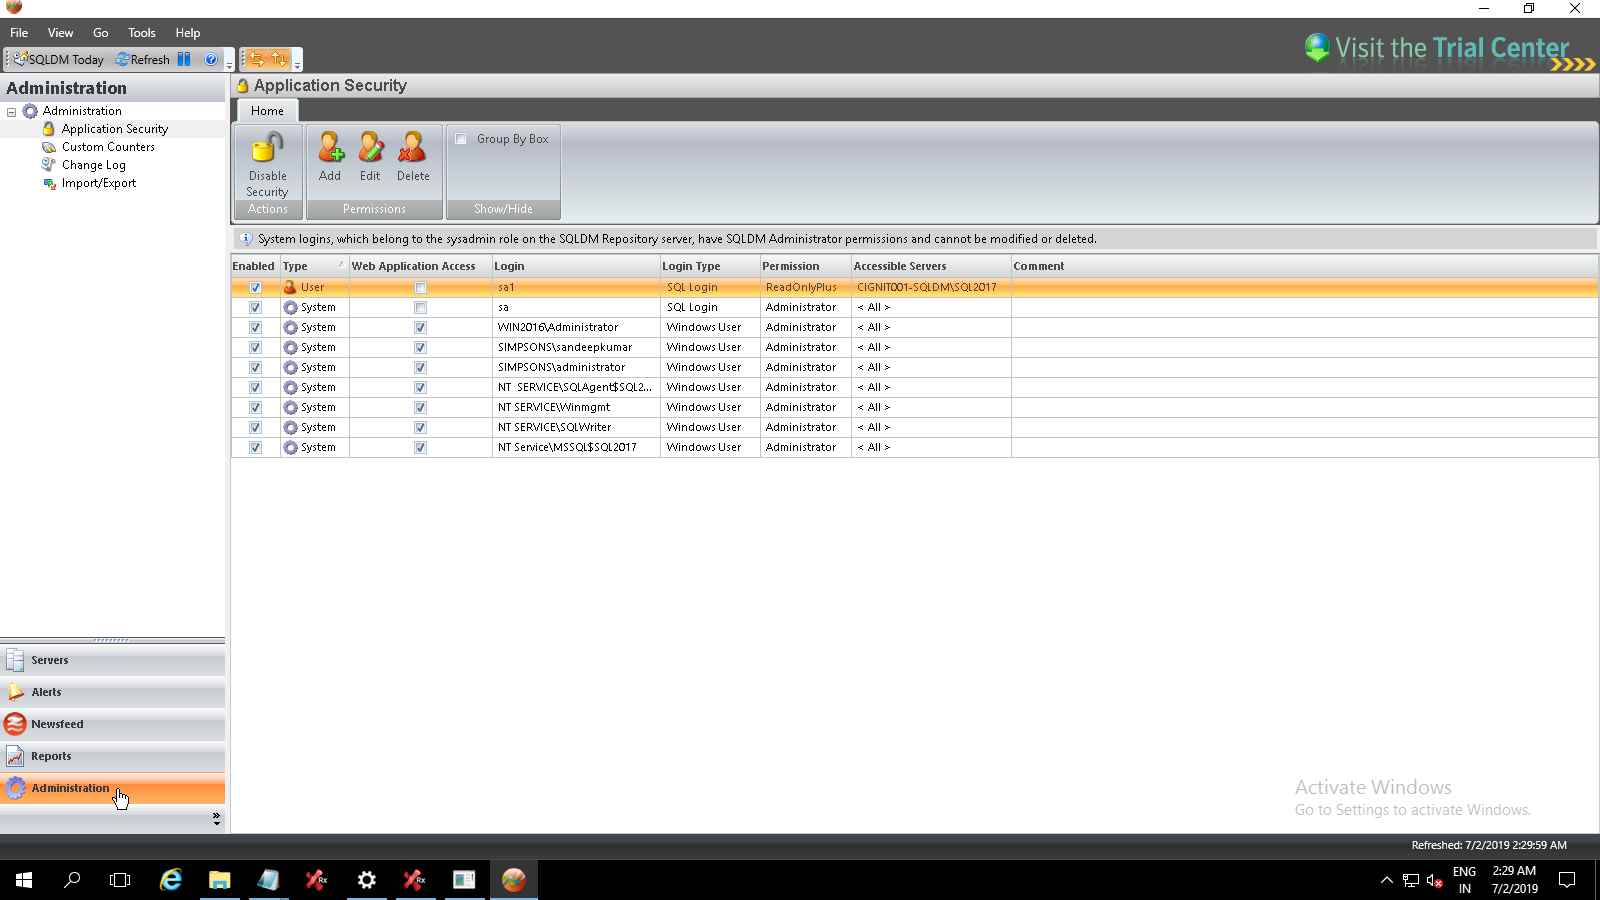 File View Go Tools Help
SQLDM Today Refresh
Visit the Trial Center
Administration
Administration
Application Security
Custom Counters
Change Log
Import/Export
Application Security
Home
Disable Security
Add Edit Delete
Group By Box
Actions Permissions Show/Hide
System logins, which belong to the sysadmin role on the SQLDM Repository server, have SQLDM Administrator permissions and cannot be modified or deleted.
Enabled Type Web Application Access Login Login Type Permission Accessible Servers Comment
User sa1 SQL Login ReadOnlyPlus CIGNIT001-SQLDM\SQL2017
System sa SQL Login Administrator < All >
System WIN2016\Administrator Windows User Administrator < All >
System SIMPSONS\sandeepkumar Windows User Administrator < All >
System SIMPSONS\administrator Windows User Administrator < All >
System NT SERVICE\SQLAgent$SQL2... Windows User Administrator < All >
System NT SERVICE\Winmgmt Windows User Administrator < All >
System NT SERVICE\SQLWriter Windows User Administrator < All >
System NT Service\MSSQL$SQL2017 Windows User Administrator < All >
Servers
Alerts
Newsfeed
Reports
Administration
Activate Windows
Go to Settings to activate Windows.
Refreshed: 7/2/2019 2:29:59 AM
Rx
Rx
ENG
IN
2:29 AM
7/2/2019